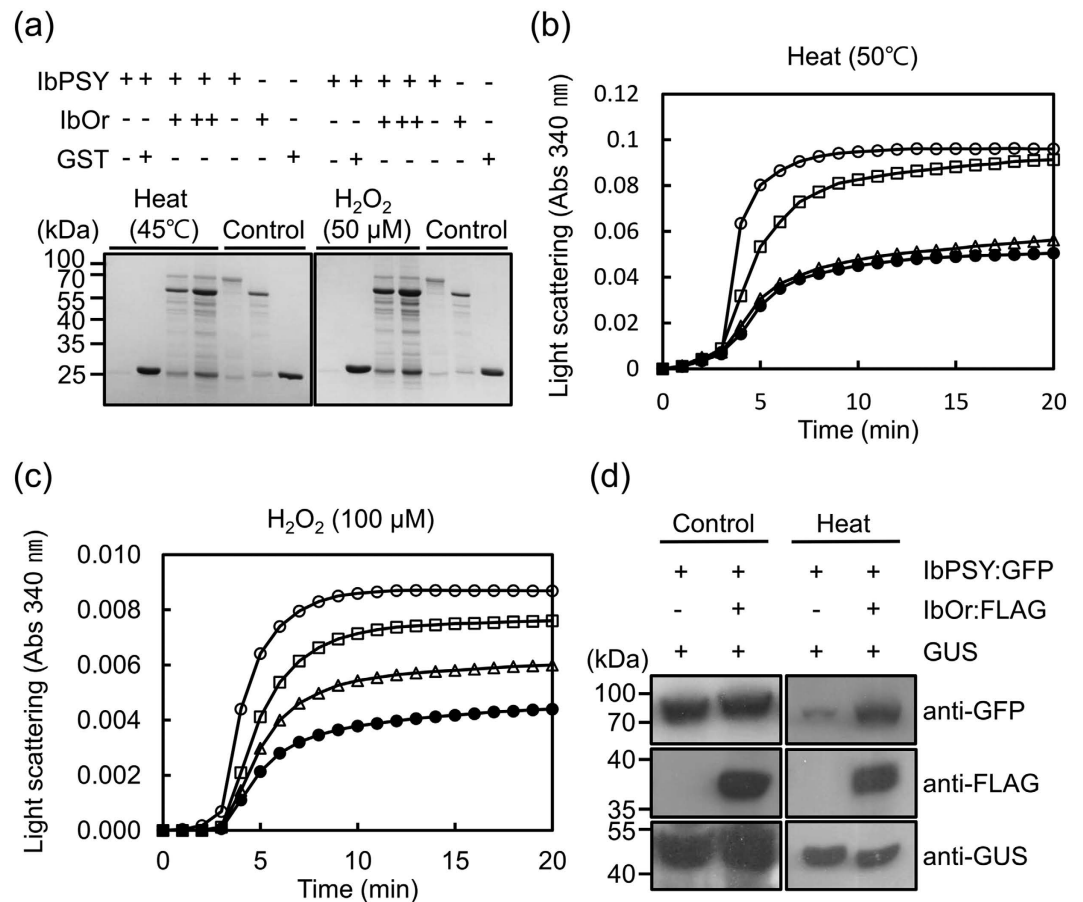 (a)
IbPSY ++ + + + - - ++ + + + - -
IbOr -- + ++ - + - -- + ++ - + -
GST -+ - - - - + -+ - - - - +
Heat (45℃) Control H₂O₂ (50 µM) Control
(kDa)
100
70
55
40
35
25
(b)
Heat (50℃)
Light scattering (Abs 340 nm)
0.12
0.1
0.08
0.06
0.04
0.02
0
0 5 10 15 20
Time (min)
(c)
H₂O₂ (100 µM)
Light scattering (Abs 340 nm)
0.010
0.008
0.006
0.004
0.002
0.000
0 5 10 15 20
Time (min)
(d)
Control Heat
+ + + + IbPSY:GFP
- + - + IbOr:FLAG
+ + + + GUS
(kDa)
100
70
anti-GFP
40
35
anti-FLAG
55
40
anti-GUS